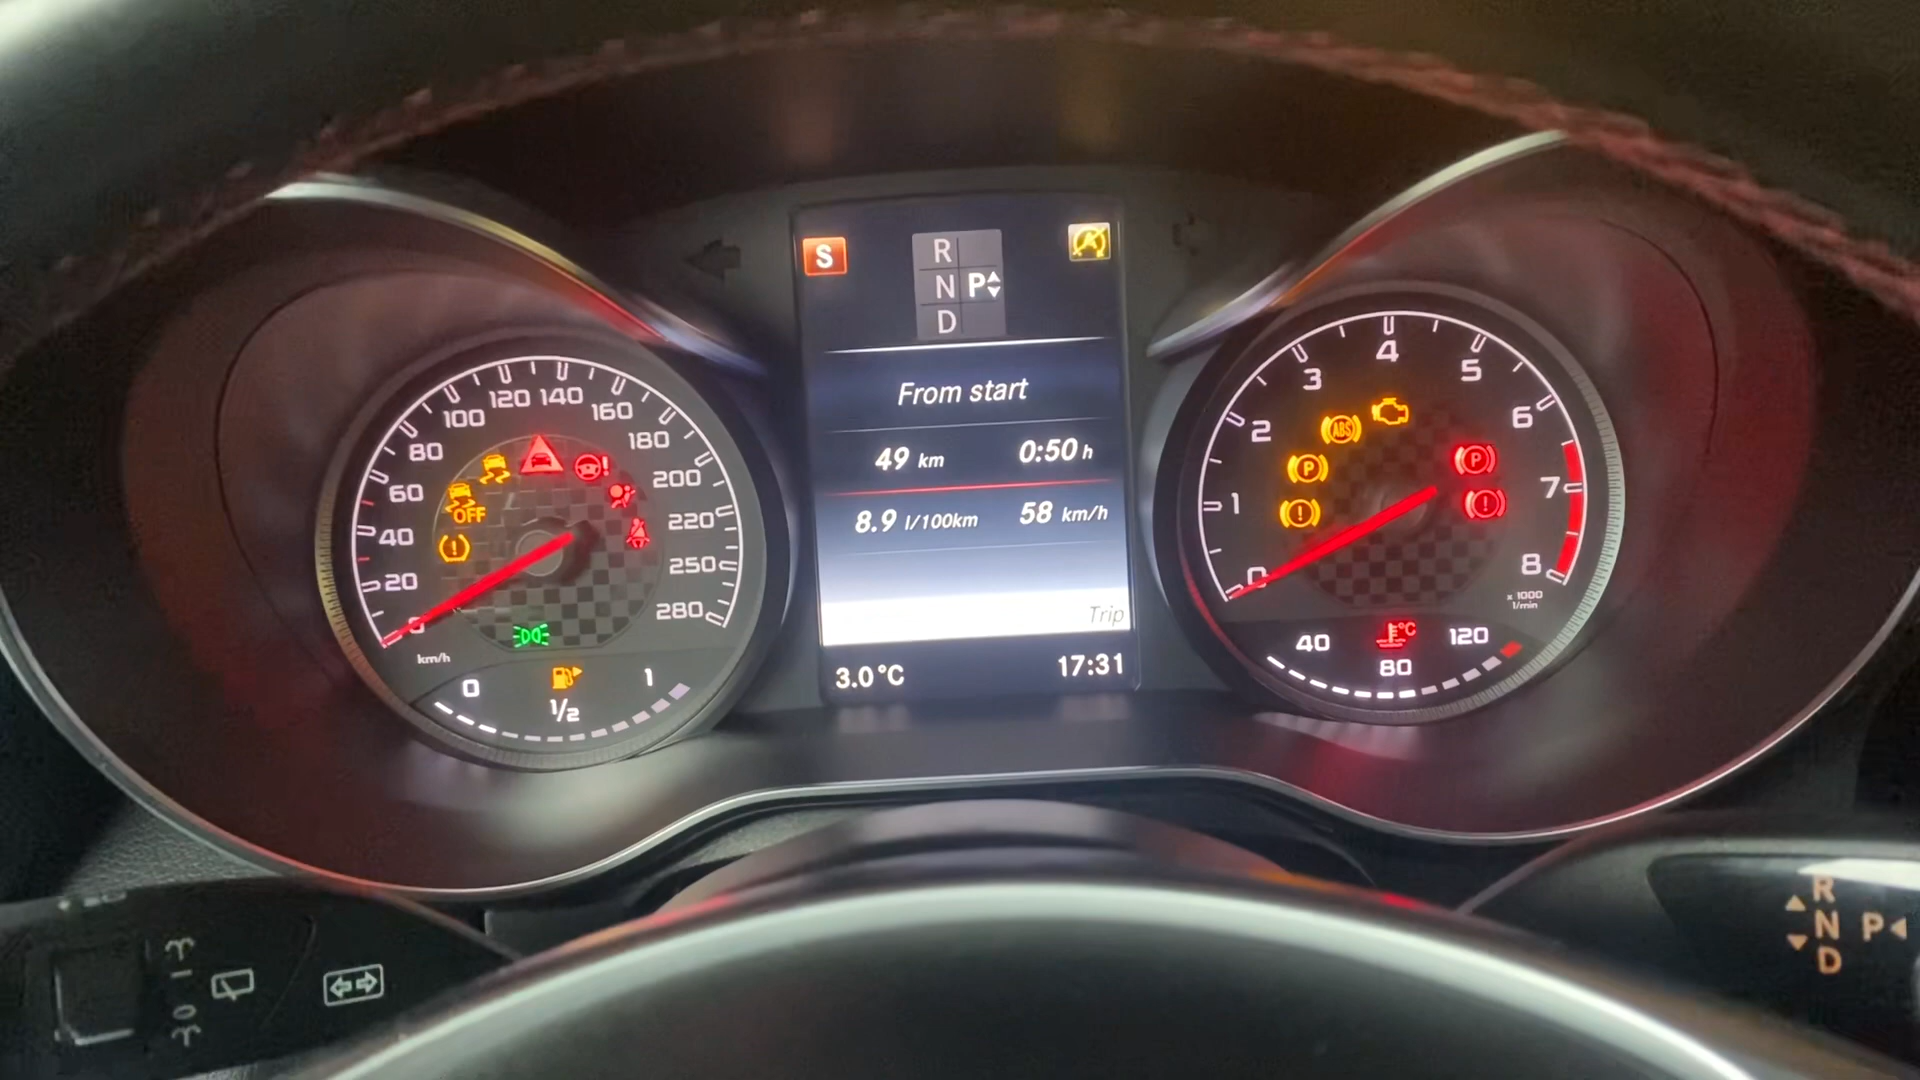 S
R
N P
D
From start
49 km 0:50 h
8.9 l/100km 58 km/h
Trip
3.0 °C 17:31
0
20
40
60
80
100
120
140
160
180
200
220
250
280
km/h
OFF
0
1/2
1
0
1
2
3
4
5
6
7
8
x 1000
1/min
ABS
P
P
°C
40
80
120
R
N P
D
I
0